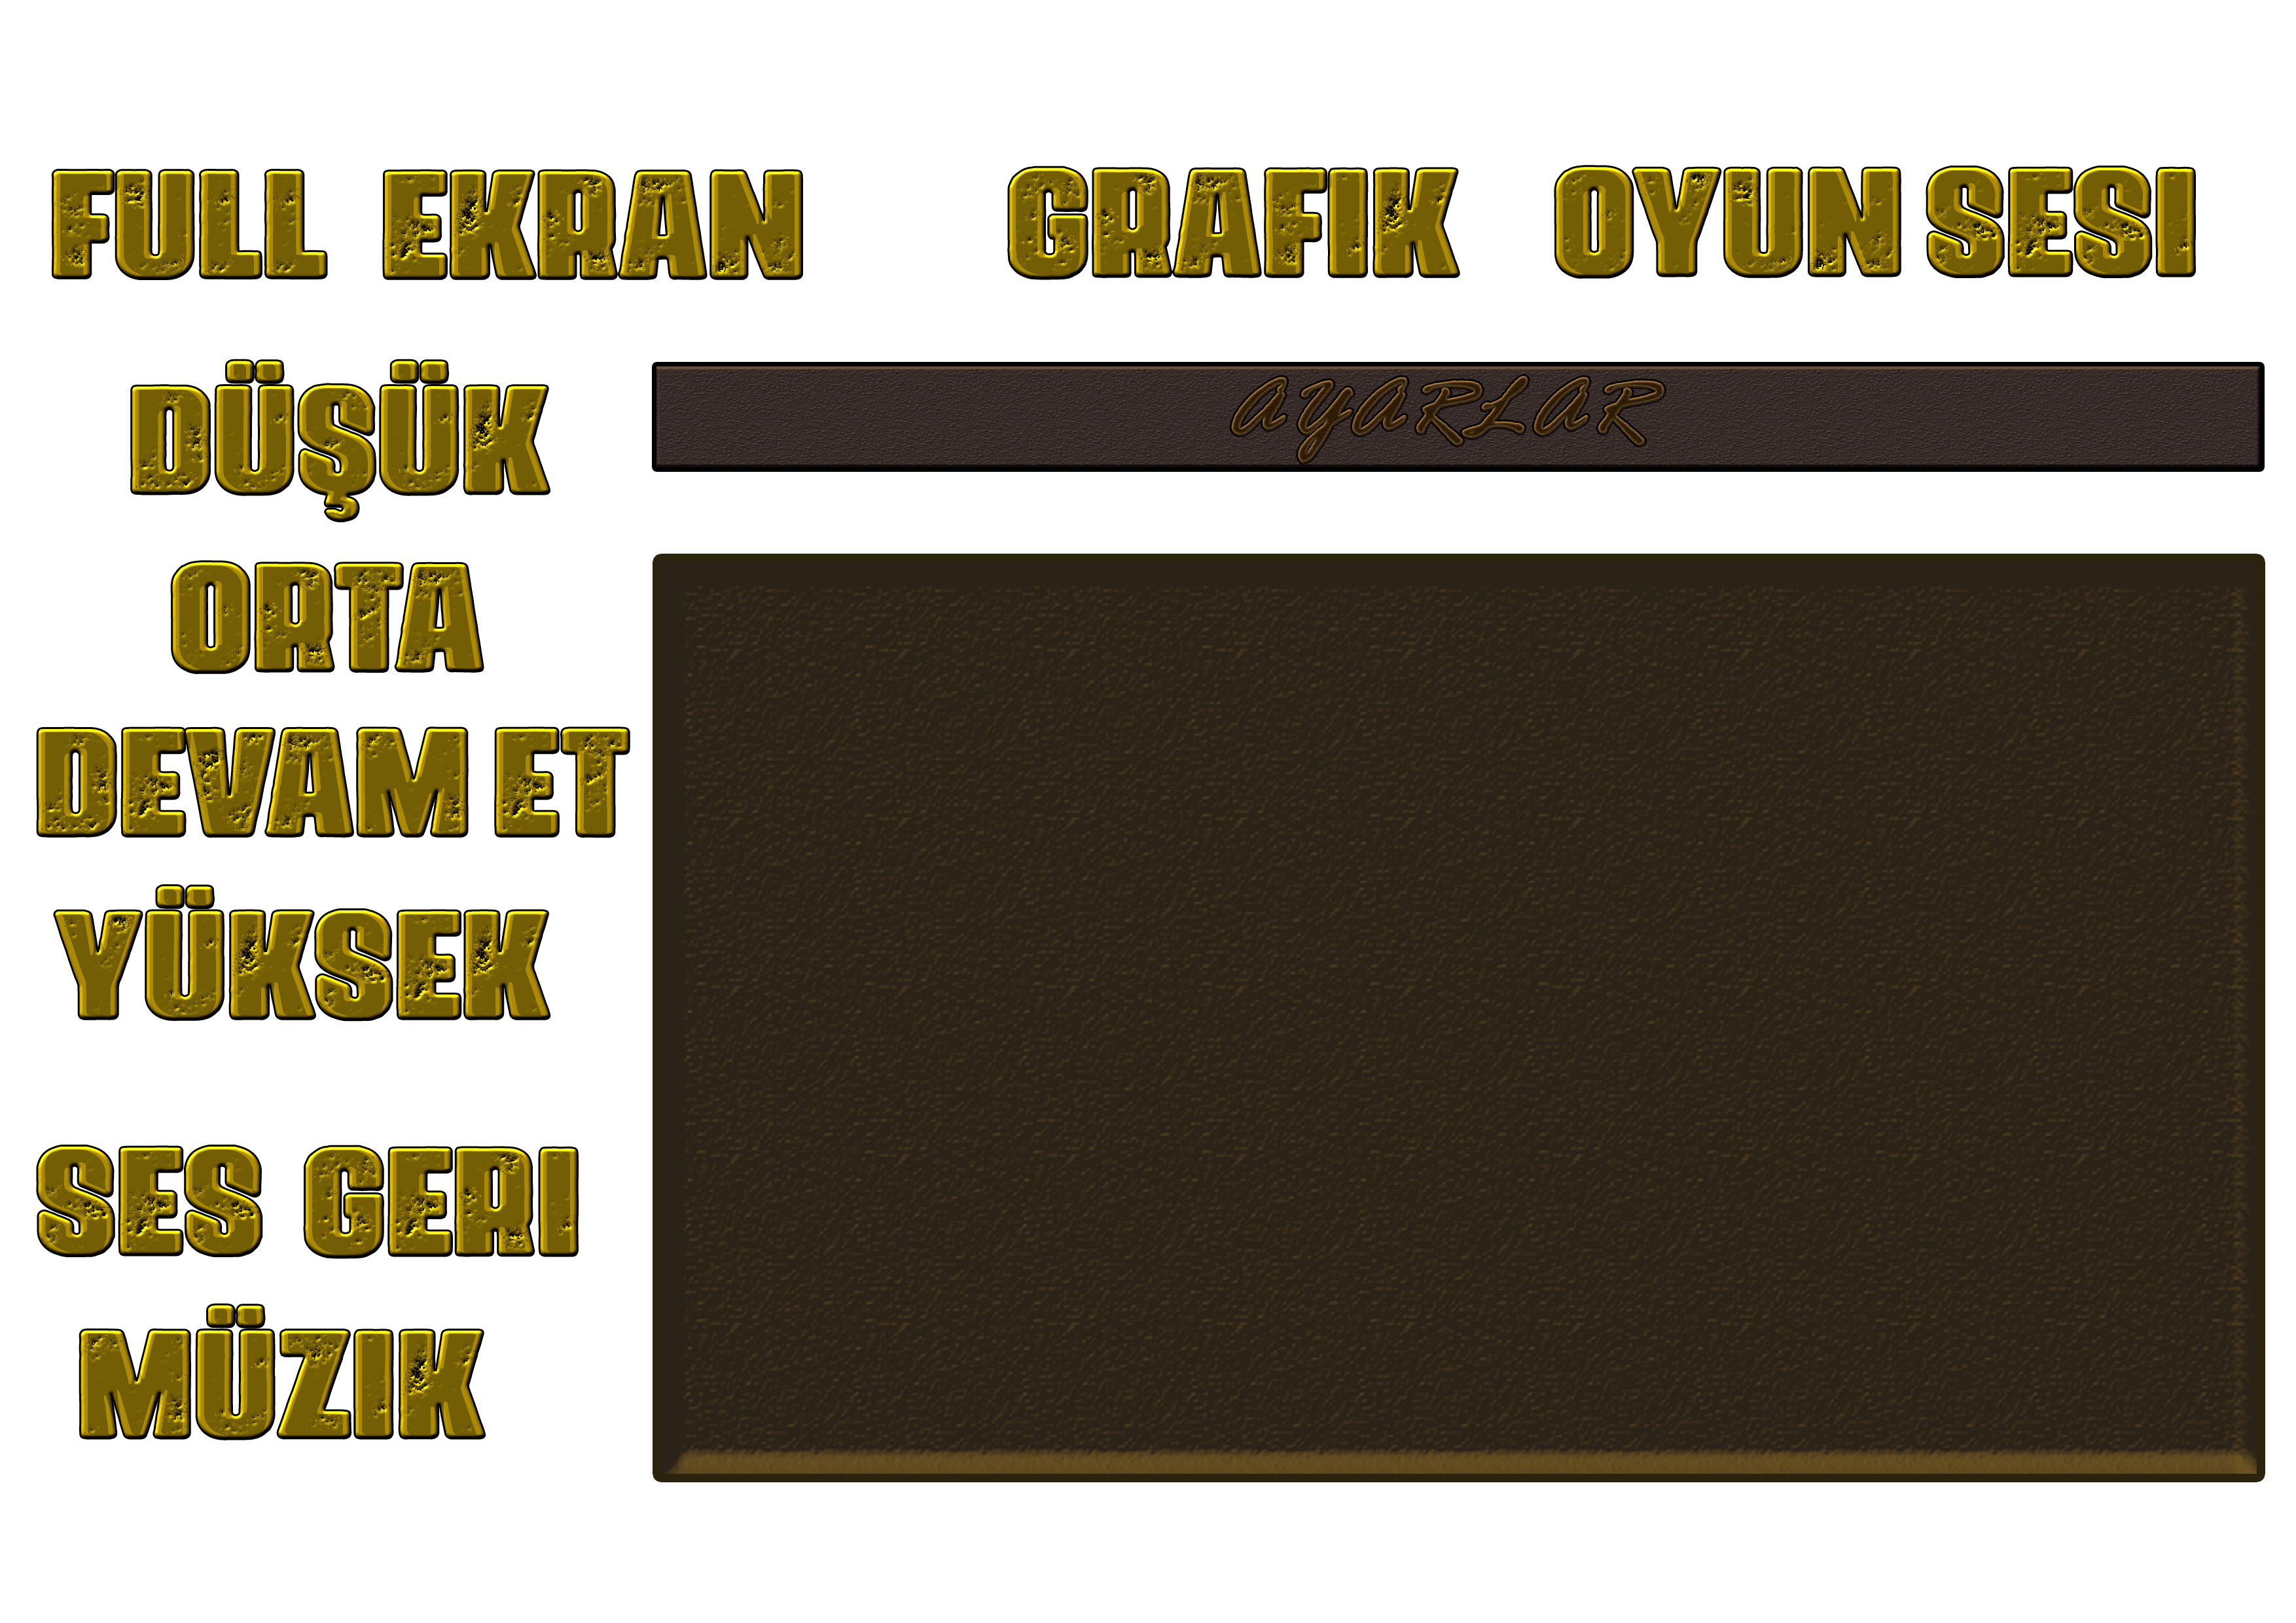 FULL EKRAN GRAFIK OYUN SESI
DÜŞÜK
AYARLAR
ORTA
DEVAM ET
YÜKSEK
SES GERI
MÜZIK